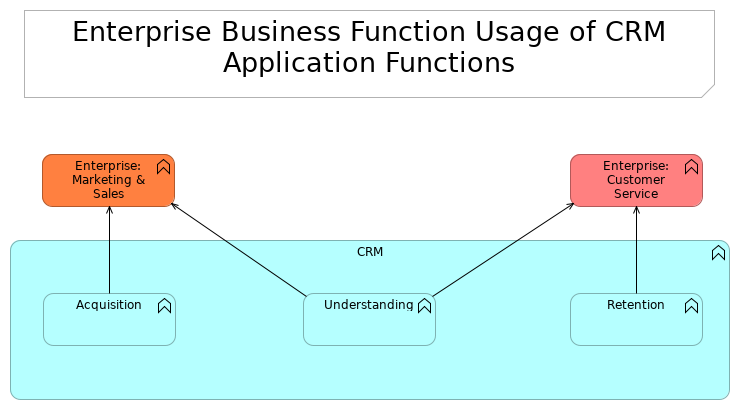 Enterprise Business Function Usage of CRM
Application Functions
Enterprise:
Marketing &
Sales
Enterprise:
Customer
Service
CRM
Acquisition
Understanding
Retention